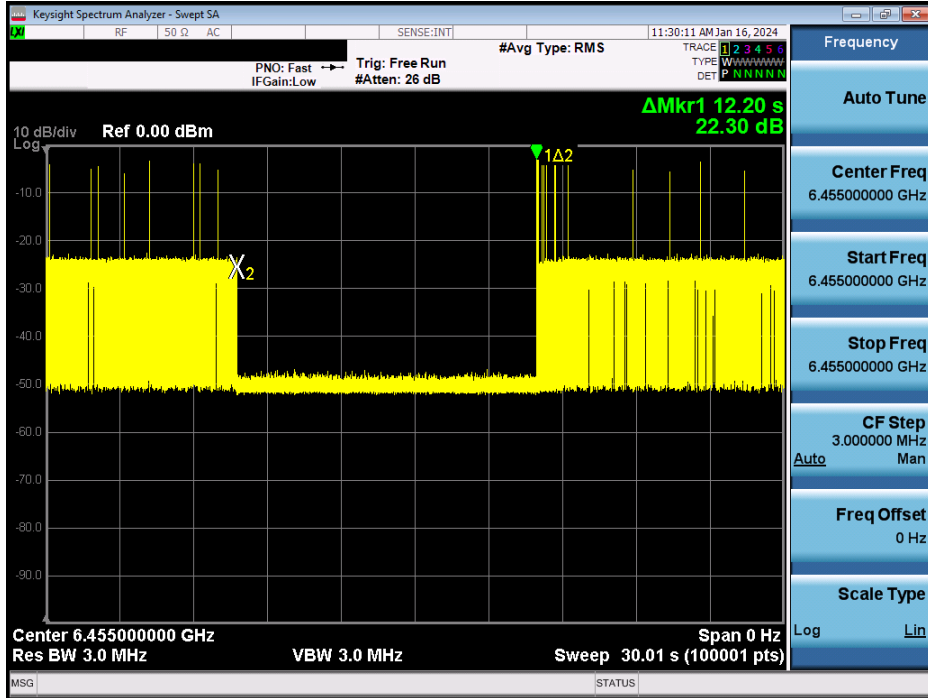 Keysight Spectrum Analyzer - Swept SA
LXI RF 50 Ω AC SENSE:INT 11:30:11 AM Jan 16, 2024
#Avg Type: RMS TRACE 1 2 3 4 5 6
PNO: Fast Trig: Free Run TYPE WWWWWW
IFGain:Low #Atten: 26 dB DET P N N N N N
ΔMkr1 12.20 s
22.30 dB
10 dB/div Ref 0.00 dBm
Log
1Δ2
-10.0
-20.0
X2
-30.0
-40.0
-50.0
-60.0
-70.0
-80.0
-90.0
Center 6.455000000 GHz Span 0 Hz
Res BW 3.0 MHz VBW 3.0 MHz Sweep 30.01 s (100001 pts)
MSG STATUS
Frequency
Auto Tune
Center Freq
6.455000000 GHz
Start Freq
6.455000000 GHz
Stop Freq
6.455000000 GHz
CF Step
3.000000 MHz
Auto Man
Freq Offset
0 Hz
Scale Type
Log Lin